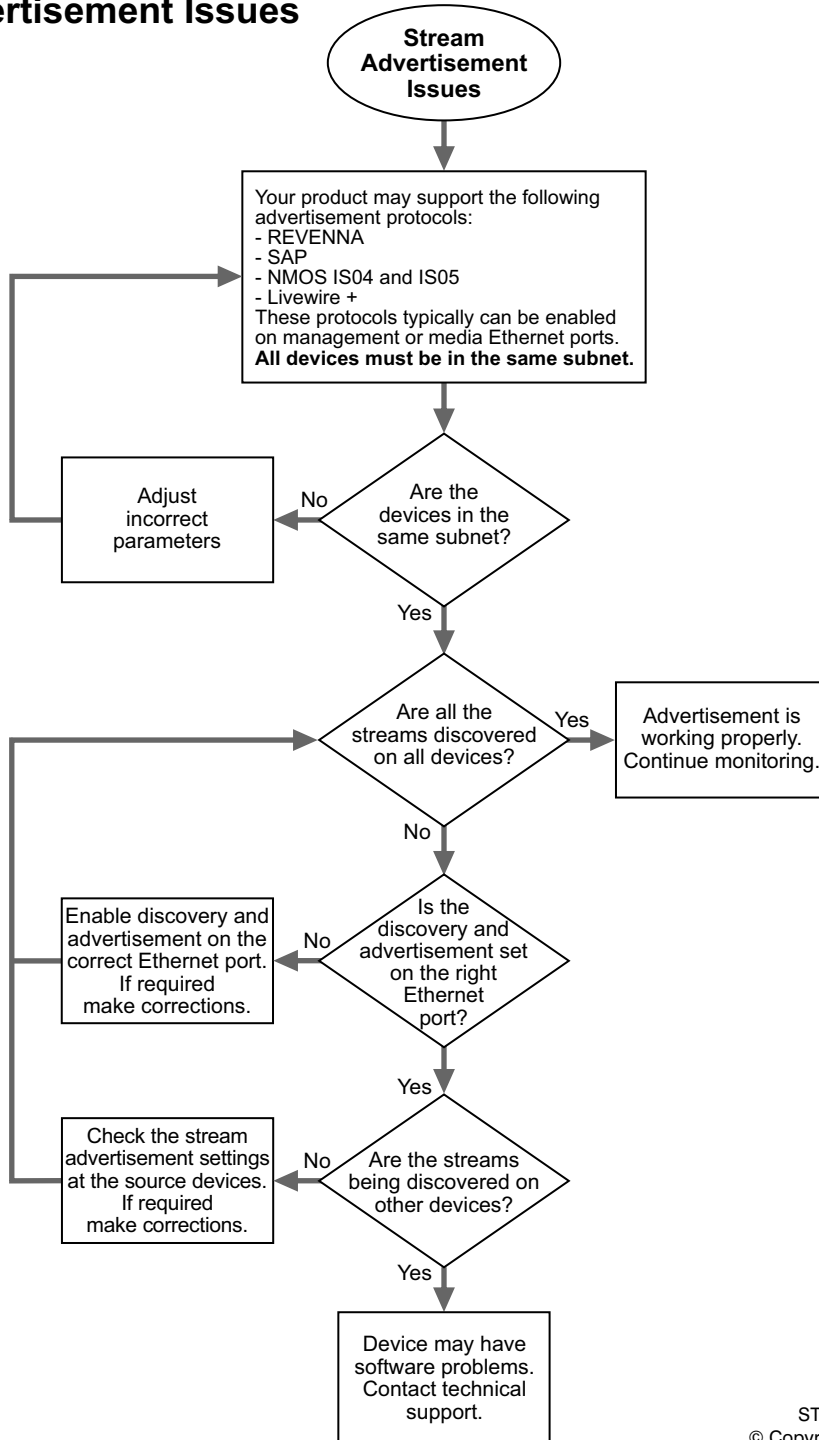 ertisement Issues
Stream
Advertisement
Issues
Your product may support the following
advertisement protocols:
- REVENNA
- SAP
- NMOS IS04 and IS05
- Livewire +
These protocols typically can be enabled
on management or media Ethernet ports.
All devices must be in the same subnet.
Are the
devices in the
same subnet?
No
Adjust
incorrect
parameters
Yes
Are all the
streams discovered
on all devices?
Yes
Advertisement is
working properly.
Continue monitoring.
No
Is the
discovery and
advertisement set
on the right
Ethernet
port?
No
Enable discovery and
advertisement on the
correct Ethernet port.
If required
make corrections.
Yes
Are the streams
being discovered on
other devices?
No
Check the stream
advertisement settings
at the source devices.
If required
make corrections.
Yes
Device may have
software problems.
Contact technical
support.
ST
© Copyr